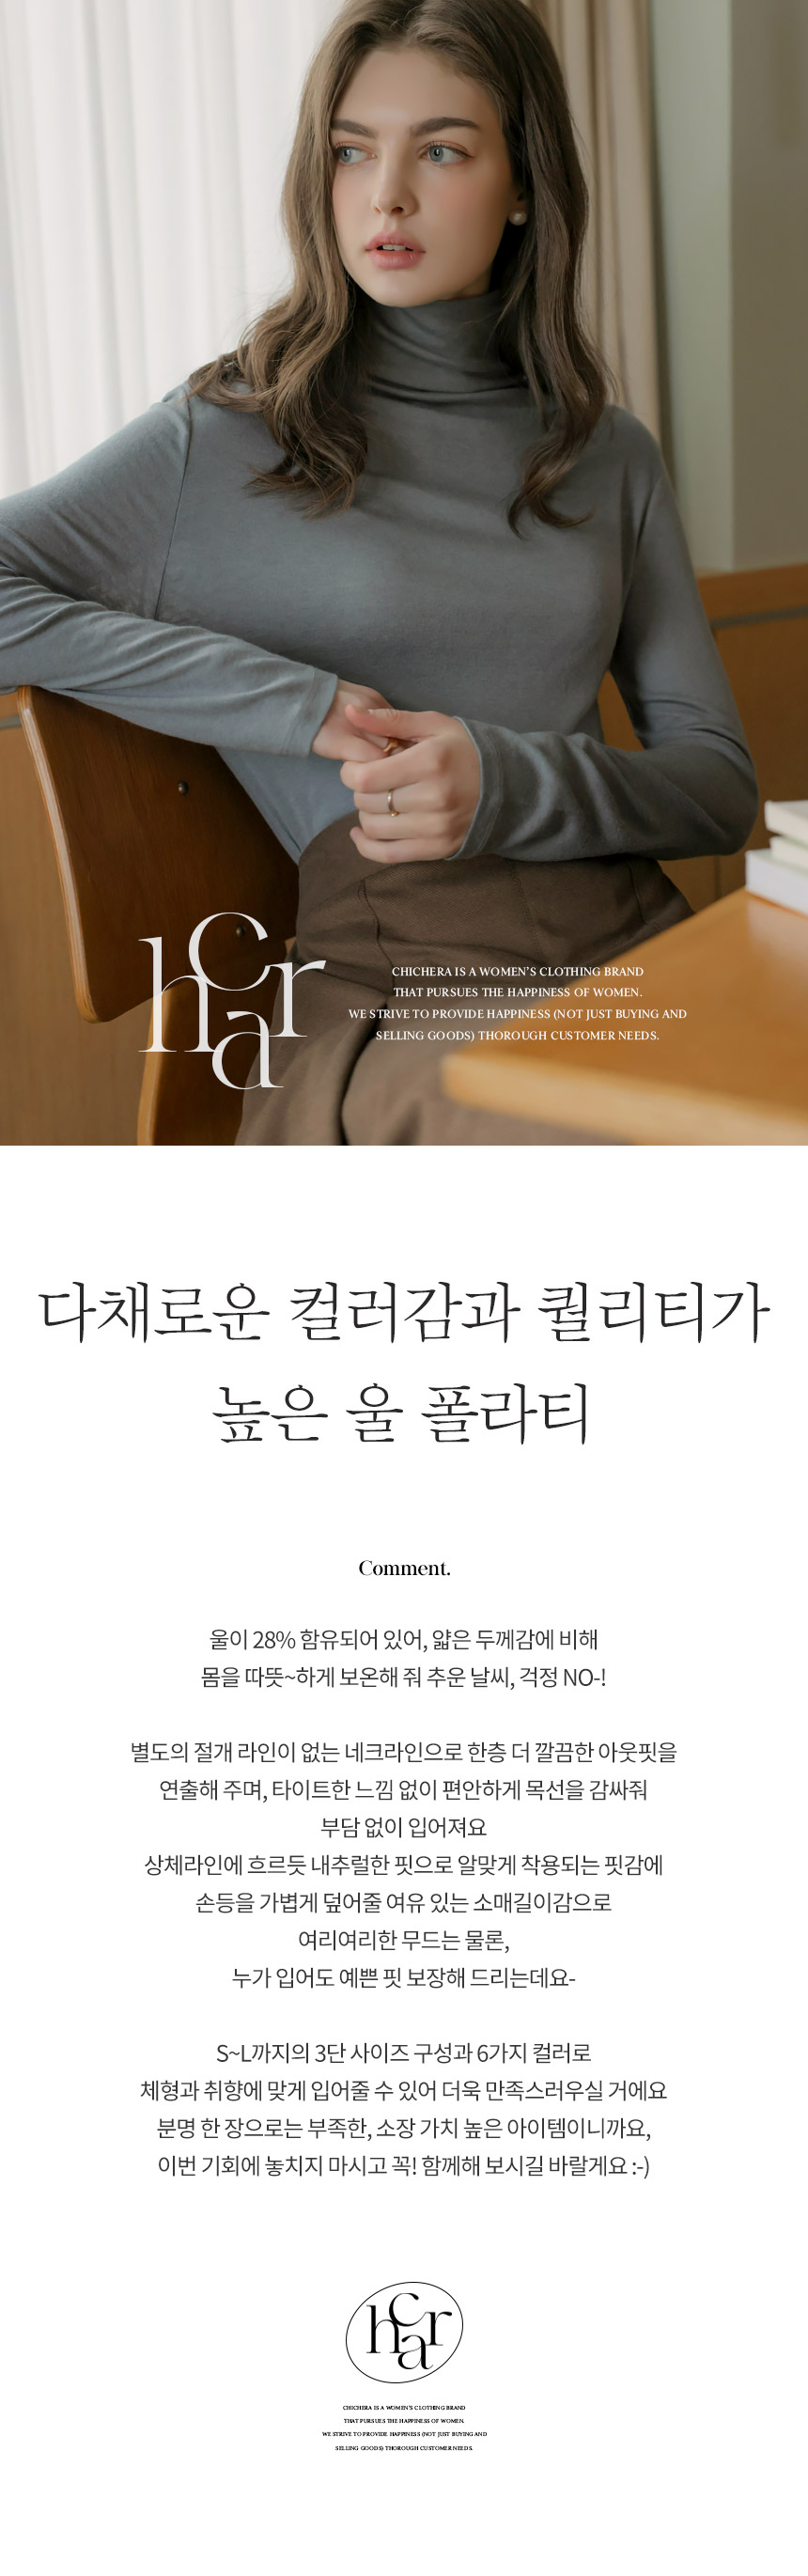 hcar
CHICHERA IS A WOMEN'S CLOTHING BRAND
THAT PURSUES THE HAPPINESS OF WOMEN.
WE STRIVE TO PROVIDE HAPPINESS (NOT JUST BUYING AND
SELLING GOODS) THOROUGH CUSTOMER NEEDS.
다채로운 컬러감과 퀄리티가
높은 울 폴라티
Comment.
울이 28% 함유되어 있어, 얇은 두께감에 비해
몸을 따뜻~하게 보온해 줘 추운 날씨, 걱정 NO-!
별도의 절개 라인이 없는 네크라인으로 한층 더 깔끔한 아웃핏을
연출해 주며, 타이트한 느낌 없이 편안하게 목선을 감싸줘
부담 없이 입어져요
상체라인에 흐르듯 내추럴한 핏으로 알맞게 착용되는 핏감에
손등을 가볍게 덮어줄 여유 있는 소매길이감으로
여리여리한 무드는 물론,
누가 입어도 예쁜 핏 보장해 드리는데요-
S~L까지의 3단 사이즈 구성과 6가지 컬러로
체형과 취향에 맞게 입어줄 수 있어 더욱 만족스러우실 거에요
분명 한 장으로는 부족한, 소장 가치 높은 아이템이니까요,
이번 기회에 놓치지 마시고 꼭! 함께해 보시길 바랄게요 :-)
hcar
CHICHERA IS A WOMEN'S CLOTHING BRAND
THAT PURSUES THE HAPPINESS OF WOMEN.
WE STRIVE TO PROVIDE HAPPINESS (NOT JUST BUYING AND
SELLING GOODS) THOROUGH CUSTOMER NEEDS.